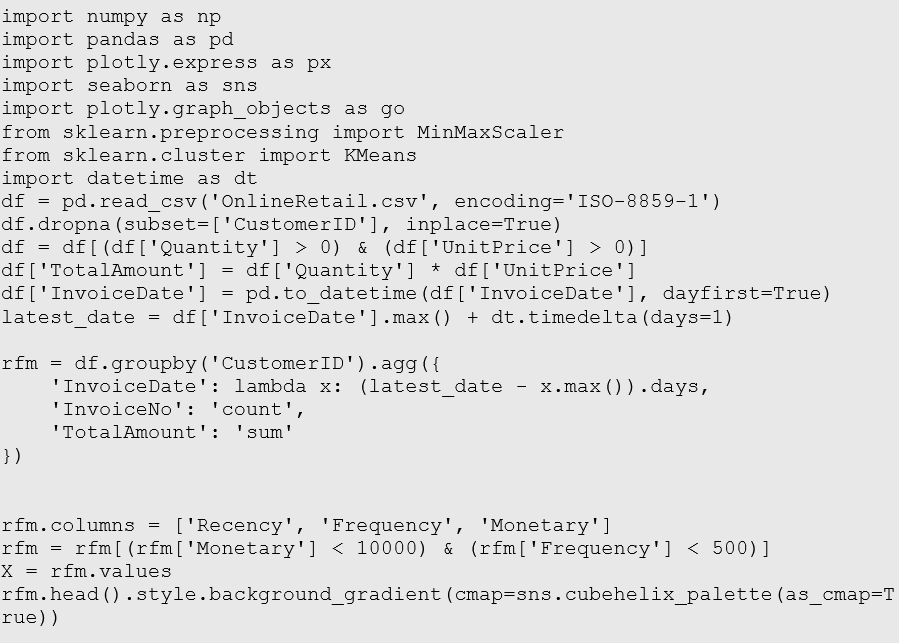 import numpy as np
import pandas as pd
import plotly.express as px
import seaborn as sns
import plotly.graph_objects as go
from sklearn.preprocessing import MinMaxScaler
from sklearn.cluster import KMeans
import datetime as dt
df = pd.read_csv('OnlineRetail.csv', encoding='ISO-8859-1')
df.dropna(subset=['CustomerID'], inplace=True)
df = df[(df['Quantity'] > 0) & (df['UnitPrice'] > 0)]
df['TotalAmount'] = df['Quantity'] * df['UnitPrice']
df['InvoiceDate'] = pd.to_datetime(df['InvoiceDate'], dayfirst=True)
latest_date = df['InvoiceDate'].max() + dt.timedelta(days=1)

rfm = df.groupby('CustomerID').agg({
    'InvoiceDate': lambda x: (latest_date - x.max()).days,
    'InvoiceNo': 'count',
    'TotalAmount': 'sum'
})


rfm.columns = ['Recency', 'Frequency', 'Monetary']
rfm = rfm[(rfm['Monetary'] < 10000) & (rfm['Frequency'] < 500)]
X = rfm.values
rfm.head().style.background_gradient(cmap=sns.cubehelix_palette(as_cmap=T
rue))